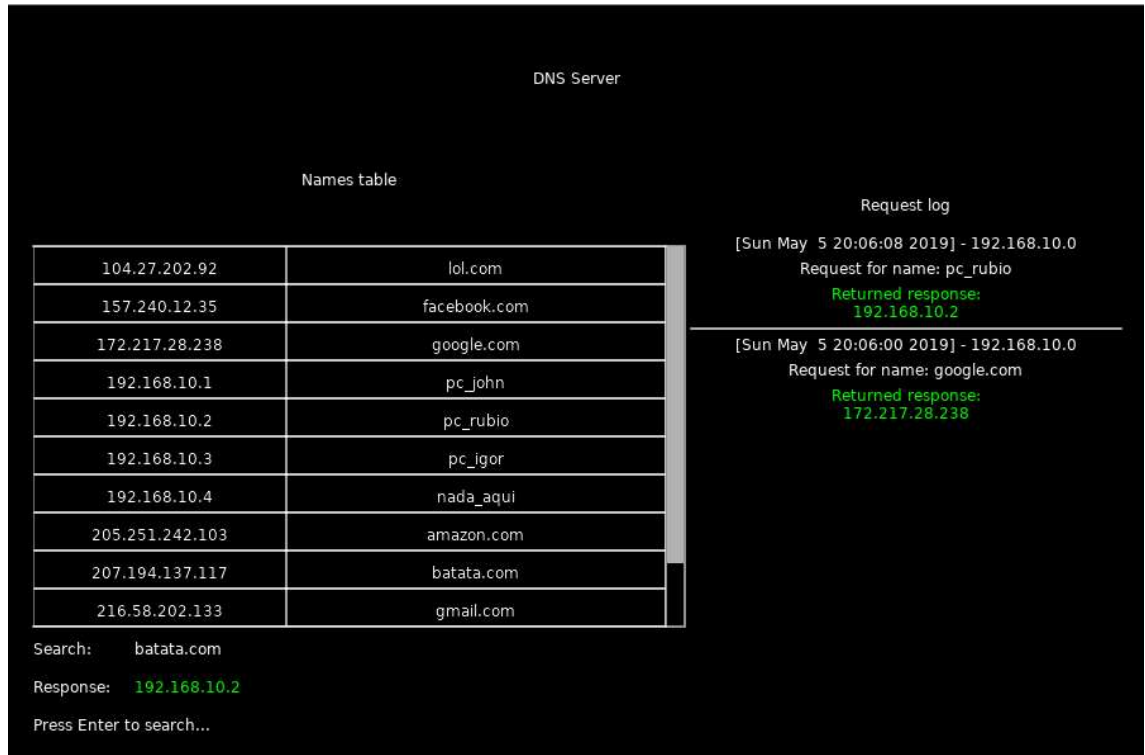 DNS Server
Names table
104.27.202.92 lol.com
157.240.12.35 facebook.com
172.217.28.238 google.com
192.168.10.1 pc_john
192.168.10.2 pc_rubio
192.168.10.3 pc_igor
192.168.10.4 nada_aqui
205.251.242.103 amazon.com
207.194.137.117 batata.com
216.58.202.133 gmail.com
Search: batata.com
Response: 192.168.10.2
Press Enter to search...
Request log
[Sun May  5 20:06:08 2019] - 192.168.10.0
Request for name: pc_rubio
Returned response:
192.168.10.2
[Sun May  5 20:06:00 2019] - 192.168.10.0
Request for name: google.com
Returned response:
172.217.28.238